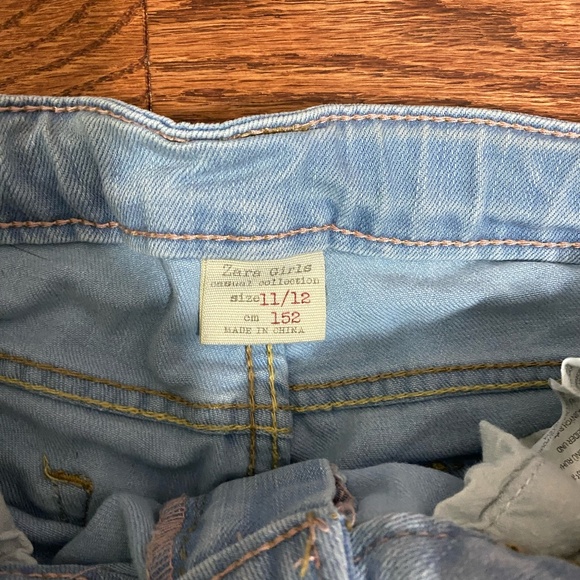 Zara Girls
casual collection
size 11/12
cm 152
MADE IN CHINA